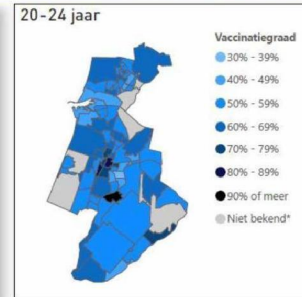 20-24 jaar
Vaccinatiegraad
30% - 39%
40% - 49%
50% - 59%
60% - 69%
70% - 79%
80% - 89%
90% of meer
Niet bekend*